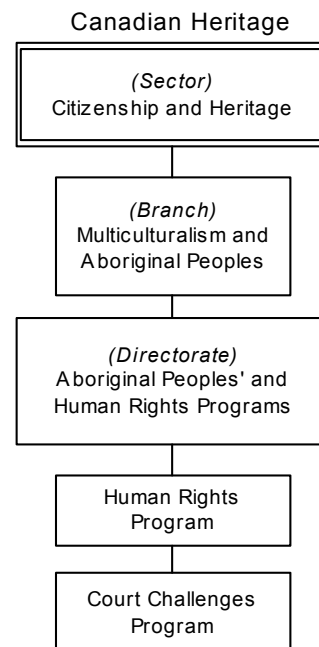 Canadian Heritage
(Sector)
Citizenship and Heritage
(Branch)
Multiculturalism and
Aboriginal Peoples
(Directorate)
Aboriginal Peoples' and
Human Rights Programs
Human Rights
Program
Court Challenges
Program